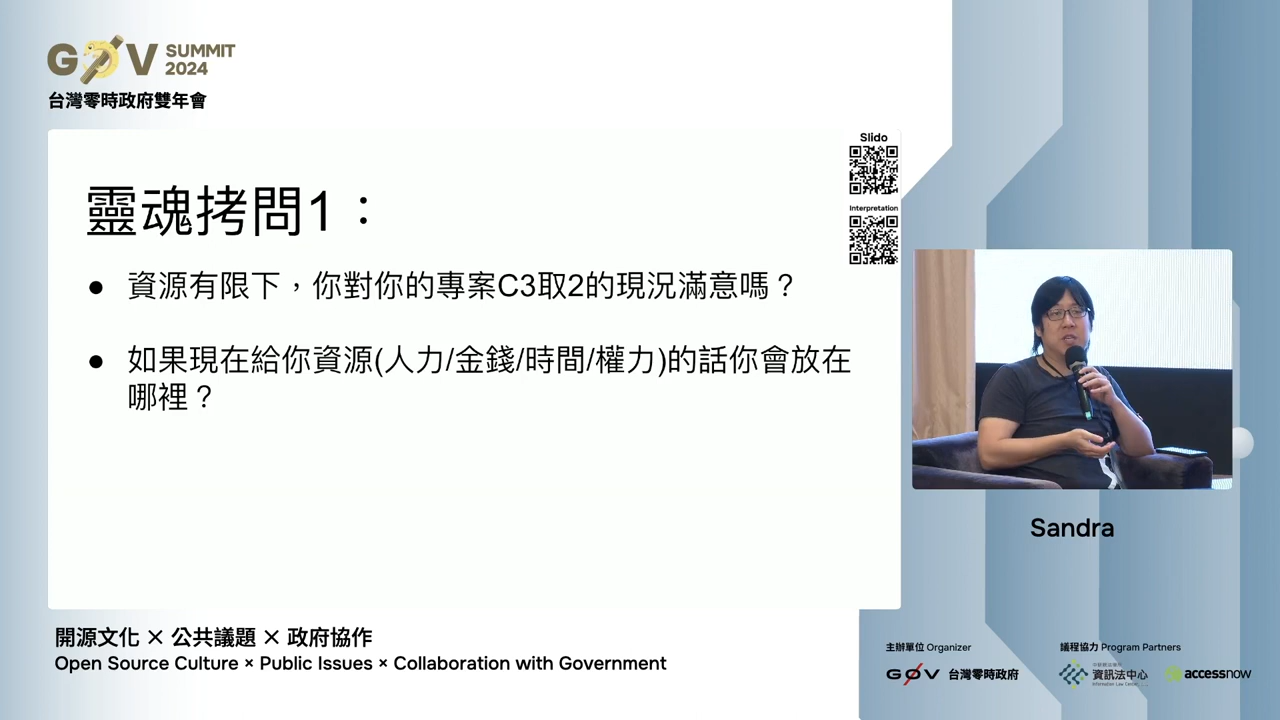 G0V SUMMIT 2024
台灣零時政府雙年會
Slido
Interpretation
靈魂拷問1：
● 資源有限下，你對你的專案C3取2的現況滿意嗎？
● 如果現在給你資源(人力/金錢/時間/權力)的話你會放在
哪裡？
Sandra
開源文化 × 公共議題 × 政府協作
Open Source Culture × Public Issues × Collaboration with Government
主辦單位 Organizer
G0V 台灣零時政府
議程協力 Program Partners
資訊法中心
Information Law Center
accessnow